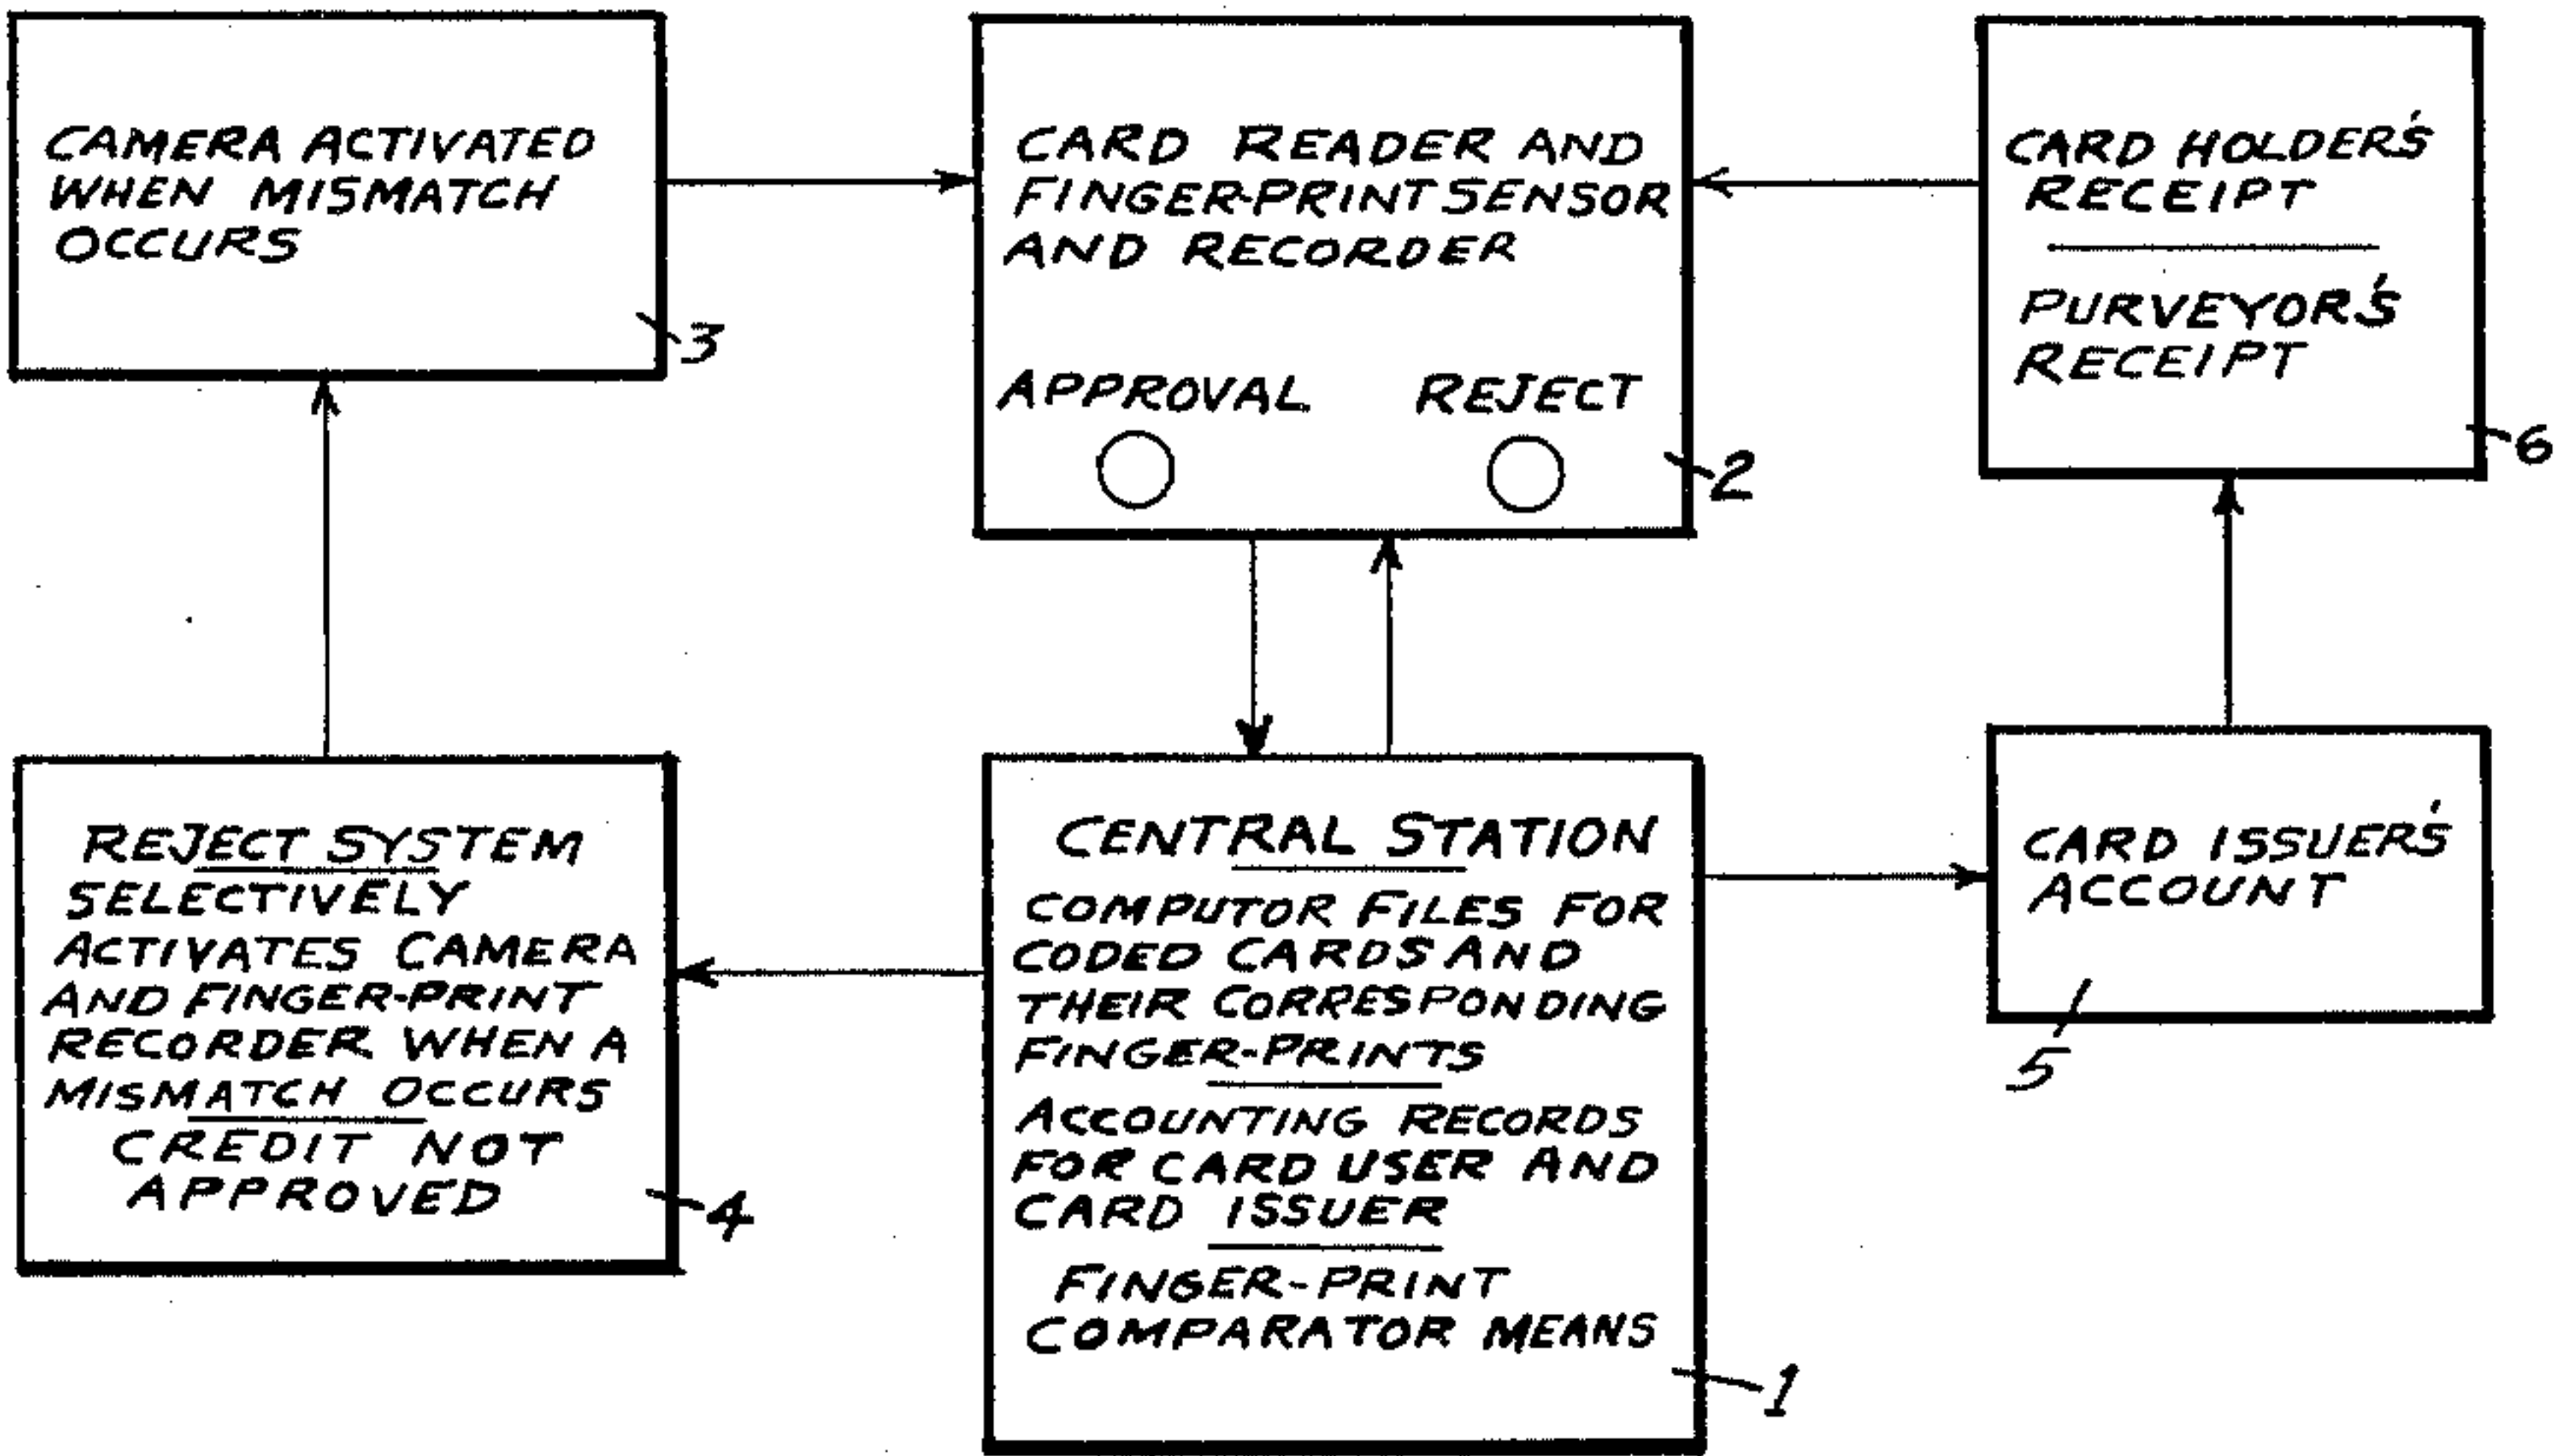 CAMERA ACTIVATED
WHEN MISMATCH
OCCURS
3
CARD READER AND
FINGER-PRINT SENSOR
AND RECORDER
APPROVAL REJECT
2
CARD HOLDER'S
RECEIPT
PURVEYOR'S
RECEIPT
6
REJECT SYSTEM
SELECTIVELY
ACTIVATES CAMERA
AND FINGER-PRINT
RECORDER WHEN A
MISMATCH OCCURS
CREDIT NOT
APPROVED
4
CENTRAL STATION
COMPUTOR FILES FOR
CODED CARDS AND
THEIR CORRESPONDING
FINGER-PRINTS
ACCOUNTING RECORDS
FOR CARD USER AND
CARD ISSUER
FINGER-PRINT
COMPARATOR MEANS
1
CARD ISSUER'S
ACCOUNT
5